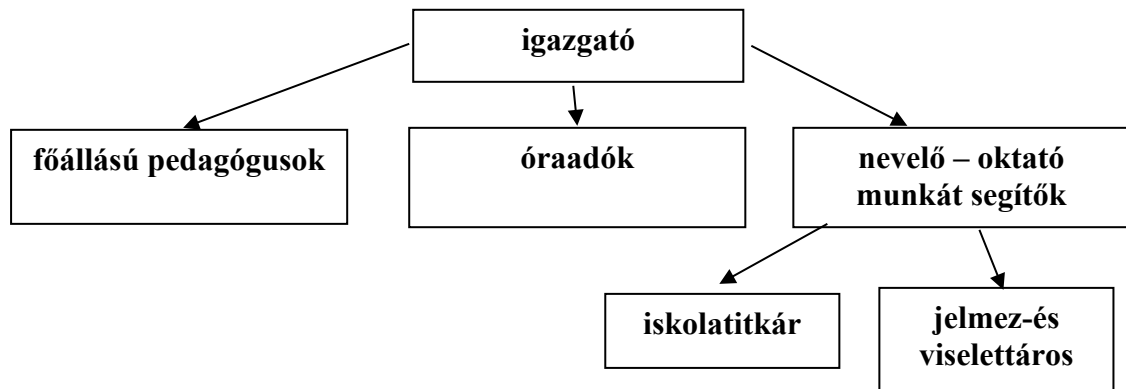 igazgató
főállású pedagógusok
óraadók
nevelő – oktató
munkát segítők
iskolatitkár
jelmez-és
viselettáros